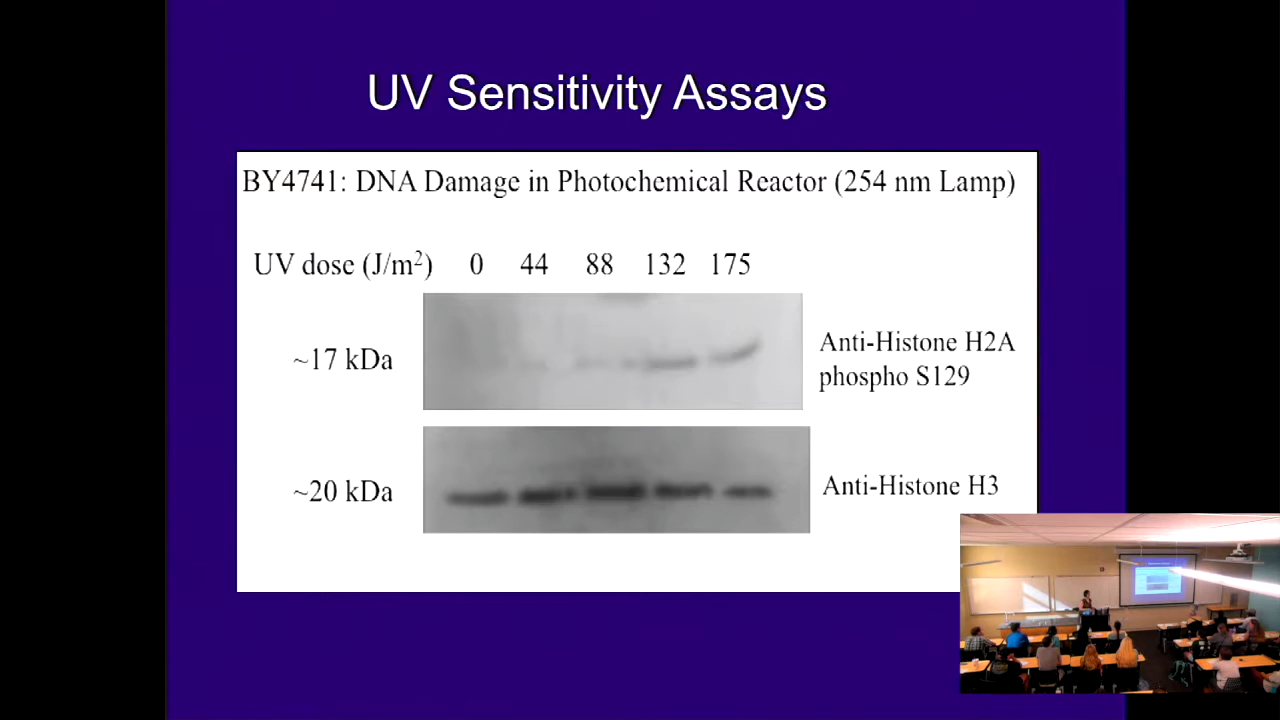 UV Sensitivity Assays
BY4741: DNA Damage in Photochemical Reactor (254 nm Lamp)
UV dose (J/m²) 0 44 88 132 175
~17 kDa
Anti-Histone H2A
phospho S129
~20 kDa
Anti-Histone H3